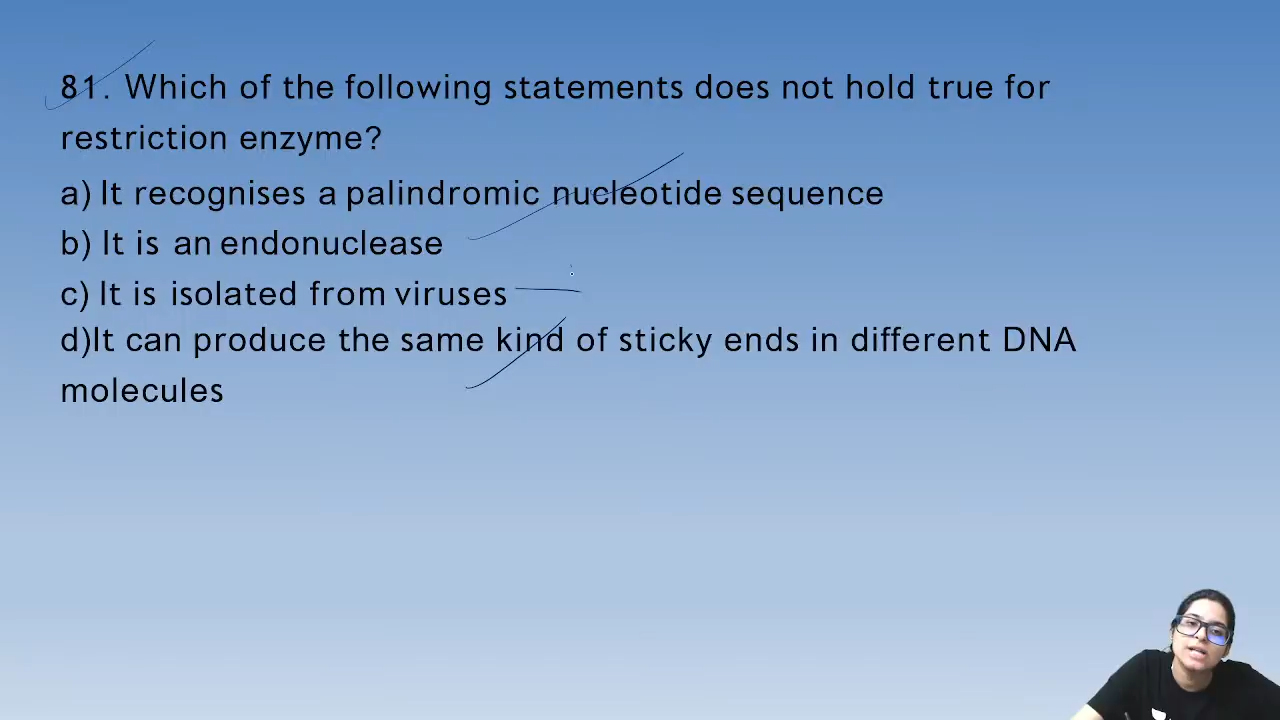 81. Which of the following statements does not hold true for
restriction enzyme?
a) It recognises a palindromic nucleotide sequence
b) It is an endonuclease
c) It is isolated from viruses
d)It can produce the same kind of sticky ends in different DNA
molecules